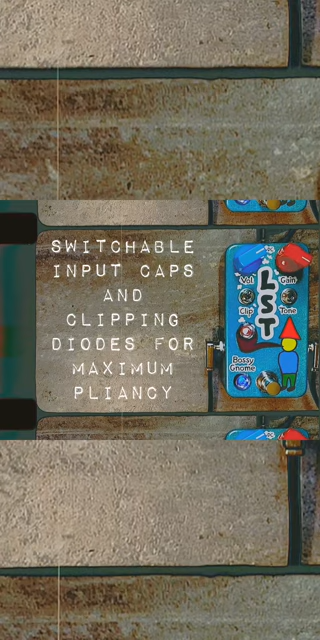 SWITCHABLE
INPUT CAPS
AND
CLIPPING
DIODES FOR
MAXIMUM
PLIANCY
Vol
Gain
LST
Clip
Tone
Bossy
Gnome